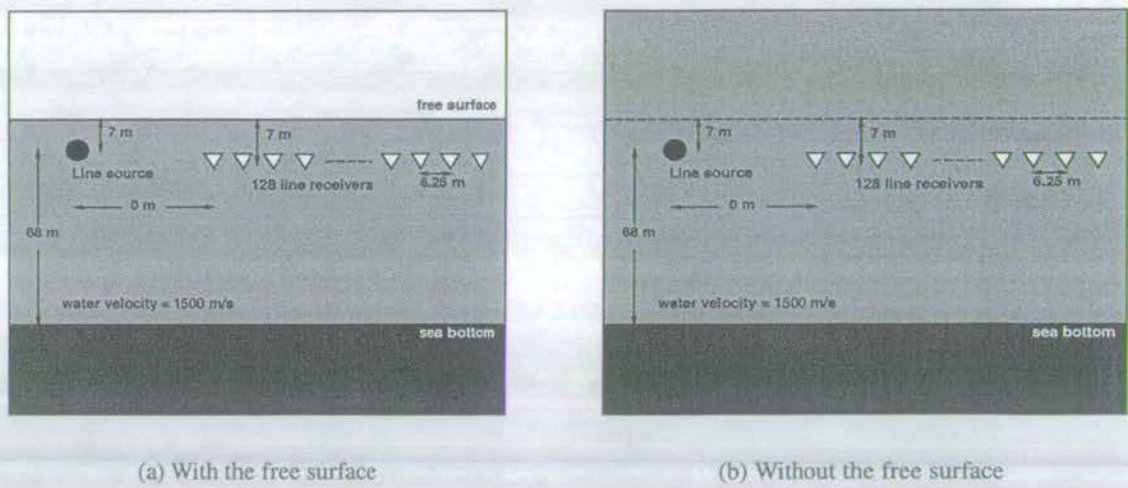 free surface
7 m
7 m
Line source
128 line receivers
6.25 m
0 m
68 m
water velocity = 1500 m/s
sea bottom
(a) With the free surface
7 m
7 m
Line source
128 line receivers
6.25 m
0 m
68 m
water velocity = 1500 m/s
sea bottom
(b) Without the free surface